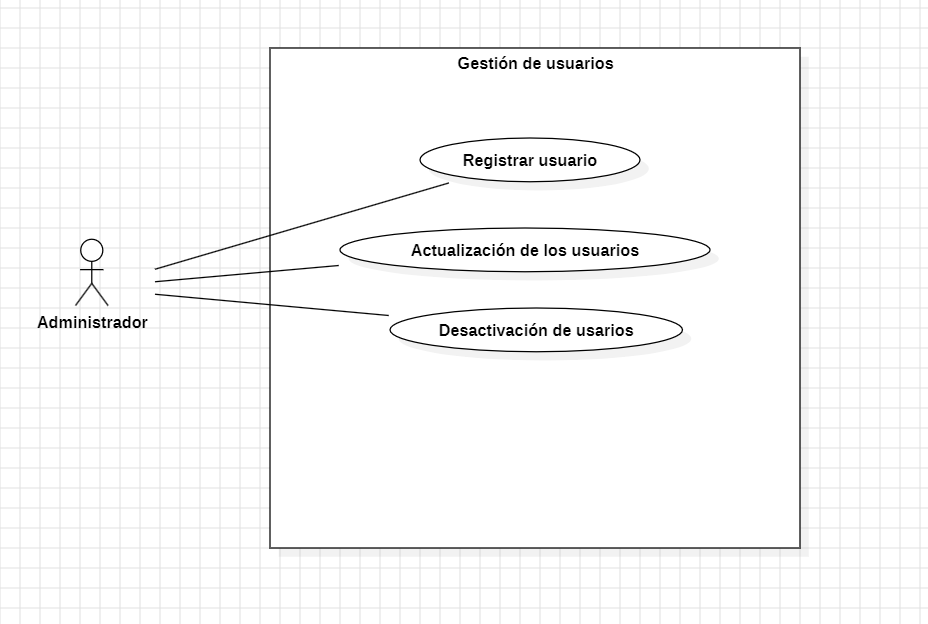 Gestión de usuarios
Registrar usuario
Actualización de los usuarios
Desactivación de usarios
Administrador